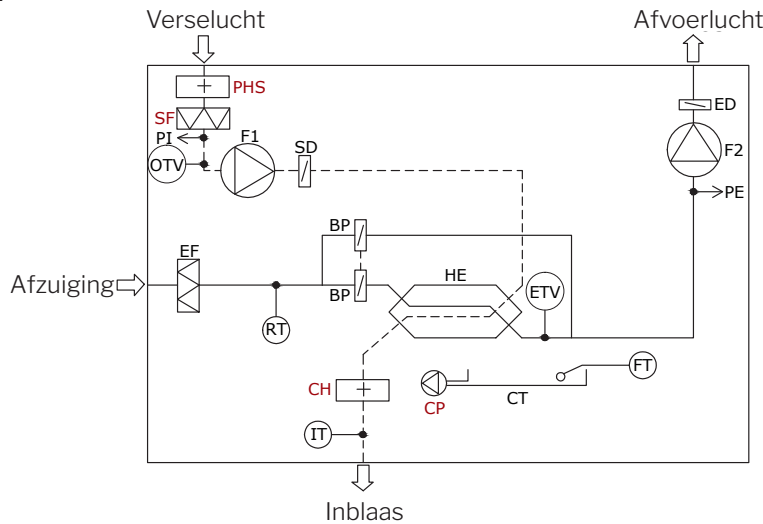 Verselucht
Afvoerlucht
PHS
SF
ED
PI
F1
SD
F2
OTV
PE
BP
EF
HE
Afzuiging
BP
ETV
RT
FT
CH
CP
CT
IT
Inblaas